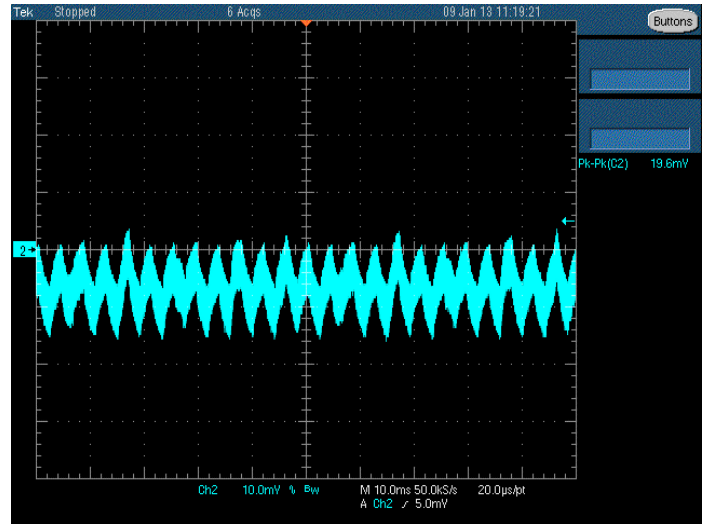 Tek Stopped 6 Acqs 09 Jan 13 11:19:21
Buttons
Pk-Pk(C2) 19.6mV
2
Ch2 10.0mV % Bw M 10.0ms 50.0kS/s 20.0µs/pt
A Ch2 / 5.0mV